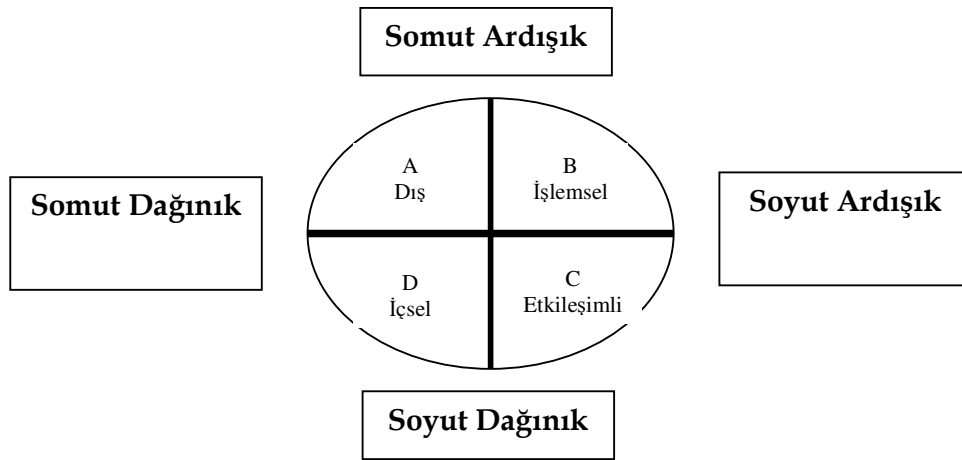 Somut Ardışık
A
Dış
B
İşlemsel
Somut Dağınık
Soyut Ardışık
D
İçsel
C
Etkileşimli
Soyut Dağınık